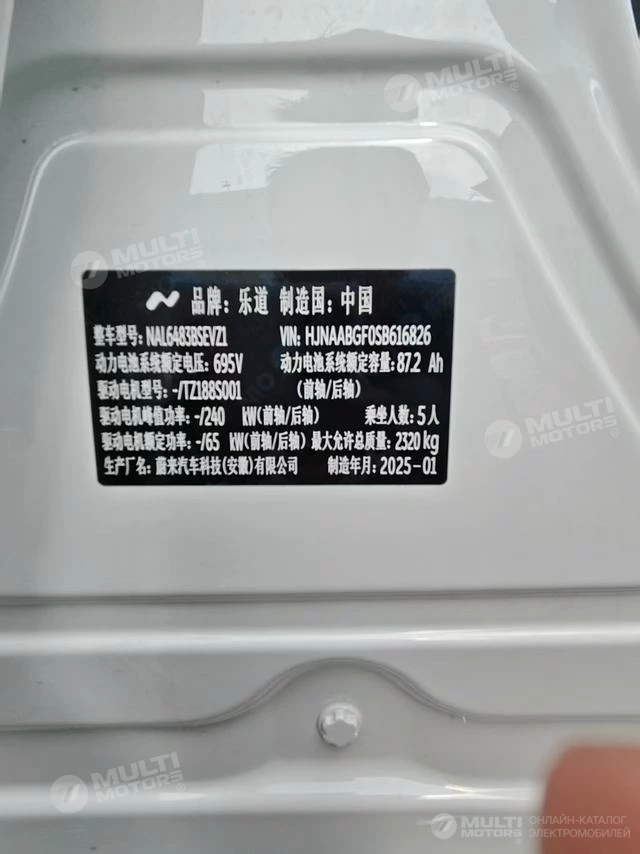 MULTI
MOTORS®
MULTI
MOTORS®
品牌: 乐道 制造国: 中国
整车型号: NAL6483BSEVZ1 VIN: HJNAABGF0SB616826
动力电池系统额定电压: 695V 动力电池系统额定容量: 87.2 Ah
驱动电机型号: -/TZ188S001 (前轴/后轴)
驱动电机峰值功率: -/240 kW(前轴/后轴) 乘坐人数: 5人
驱动电机额定功率: -/65 kW(前轴/后轴) 最大允许总质量: 2320kg
生产厂名: 蔚来汽车科技(安徽)有限公司 制造年月: 2025-01
MULTI
MOTORS®
MULTI
MOTORS®
MULTI
MOTORS®
ОНЛАЙН-КАТАЛОГ
ЭЛЕКТРОМОБИЛЕЙ